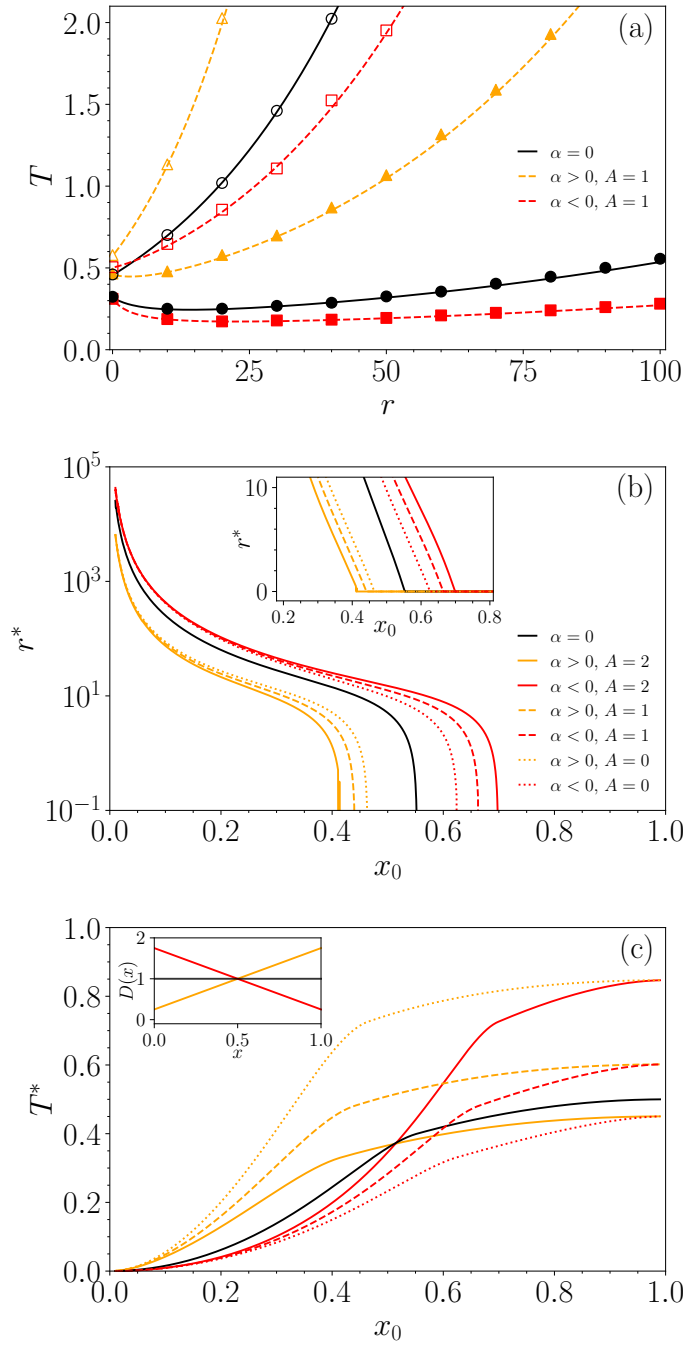 (a)
T
2.0
1.5
1.0
0.5
0.0
α = 0
α > 0, A = 1
α < 0, A = 1
0 25 50 75 100
r
(b)
r*
10^5
10^3
10^1
10^-1
r*
10
0
0.2 0.4 0.6 0.8
x_0
α = 0
α > 0, A = 2
α < 0, A = 2
α > 0, A = 1
α < 0, A = 1
α > 0, A = 0
α < 0, A = 0
0.0 0.2 0.4 0.6 0.8 1.0
x_0
(c)
T*
1.0
0.8
0.6
0.4
0.2
0.0
D(x)
2
1
0
0.0 0.5 1.0
x
0.0 0.2 0.4 0.6 0.8 1.0
x_0